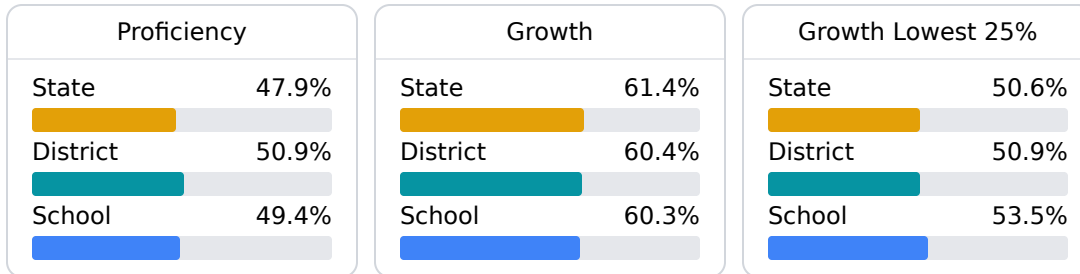 Proficiency
State 47.9%
District 50.9%
School 49.4%
Growth
State 61.4%
District 60.4%
School 60.3%
Growth Lowest 25%
State 50.6%
District 50.9%
School 53.5%